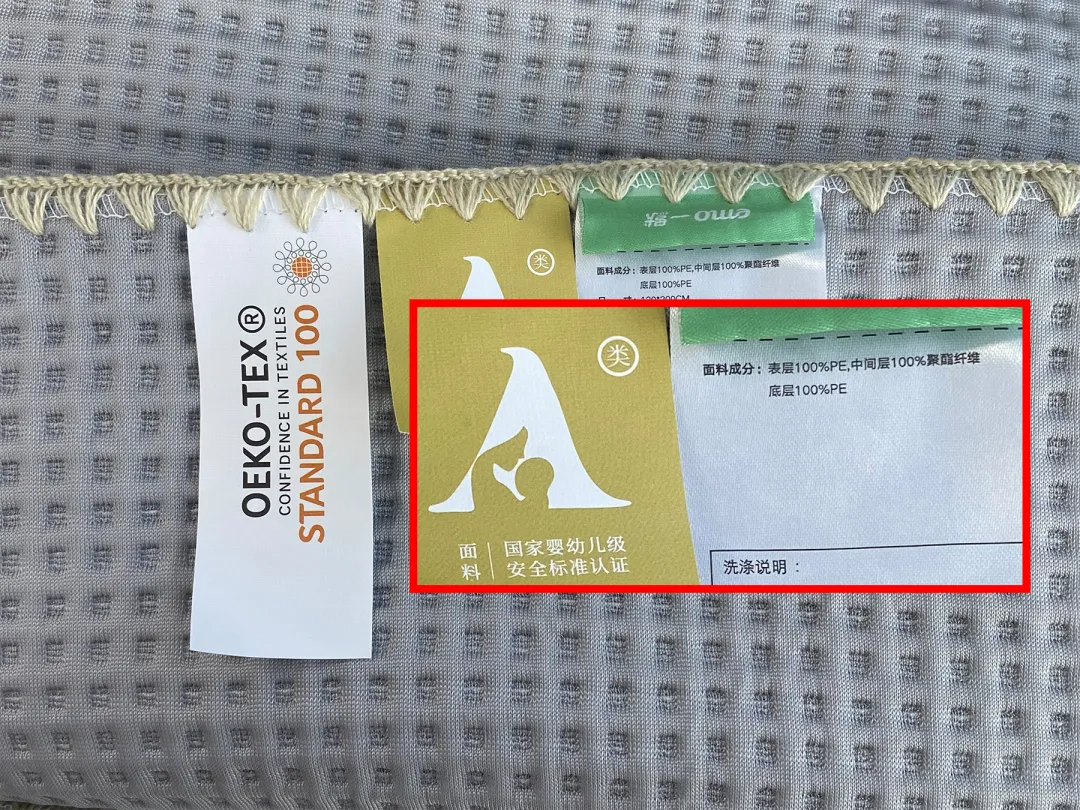 OEKO-TEX®
CONFIDENCE IN TEXTILES
STANDARD 100
类
emo 一默
面料成分：表层100%PE,中间层100%聚酯纤维
底层100%PE
类
面料
国家婴幼儿级
安全标准认证
面料成分：表层100%PE,中间层100%聚酯纤维
底层100%PE
洗涤说明：